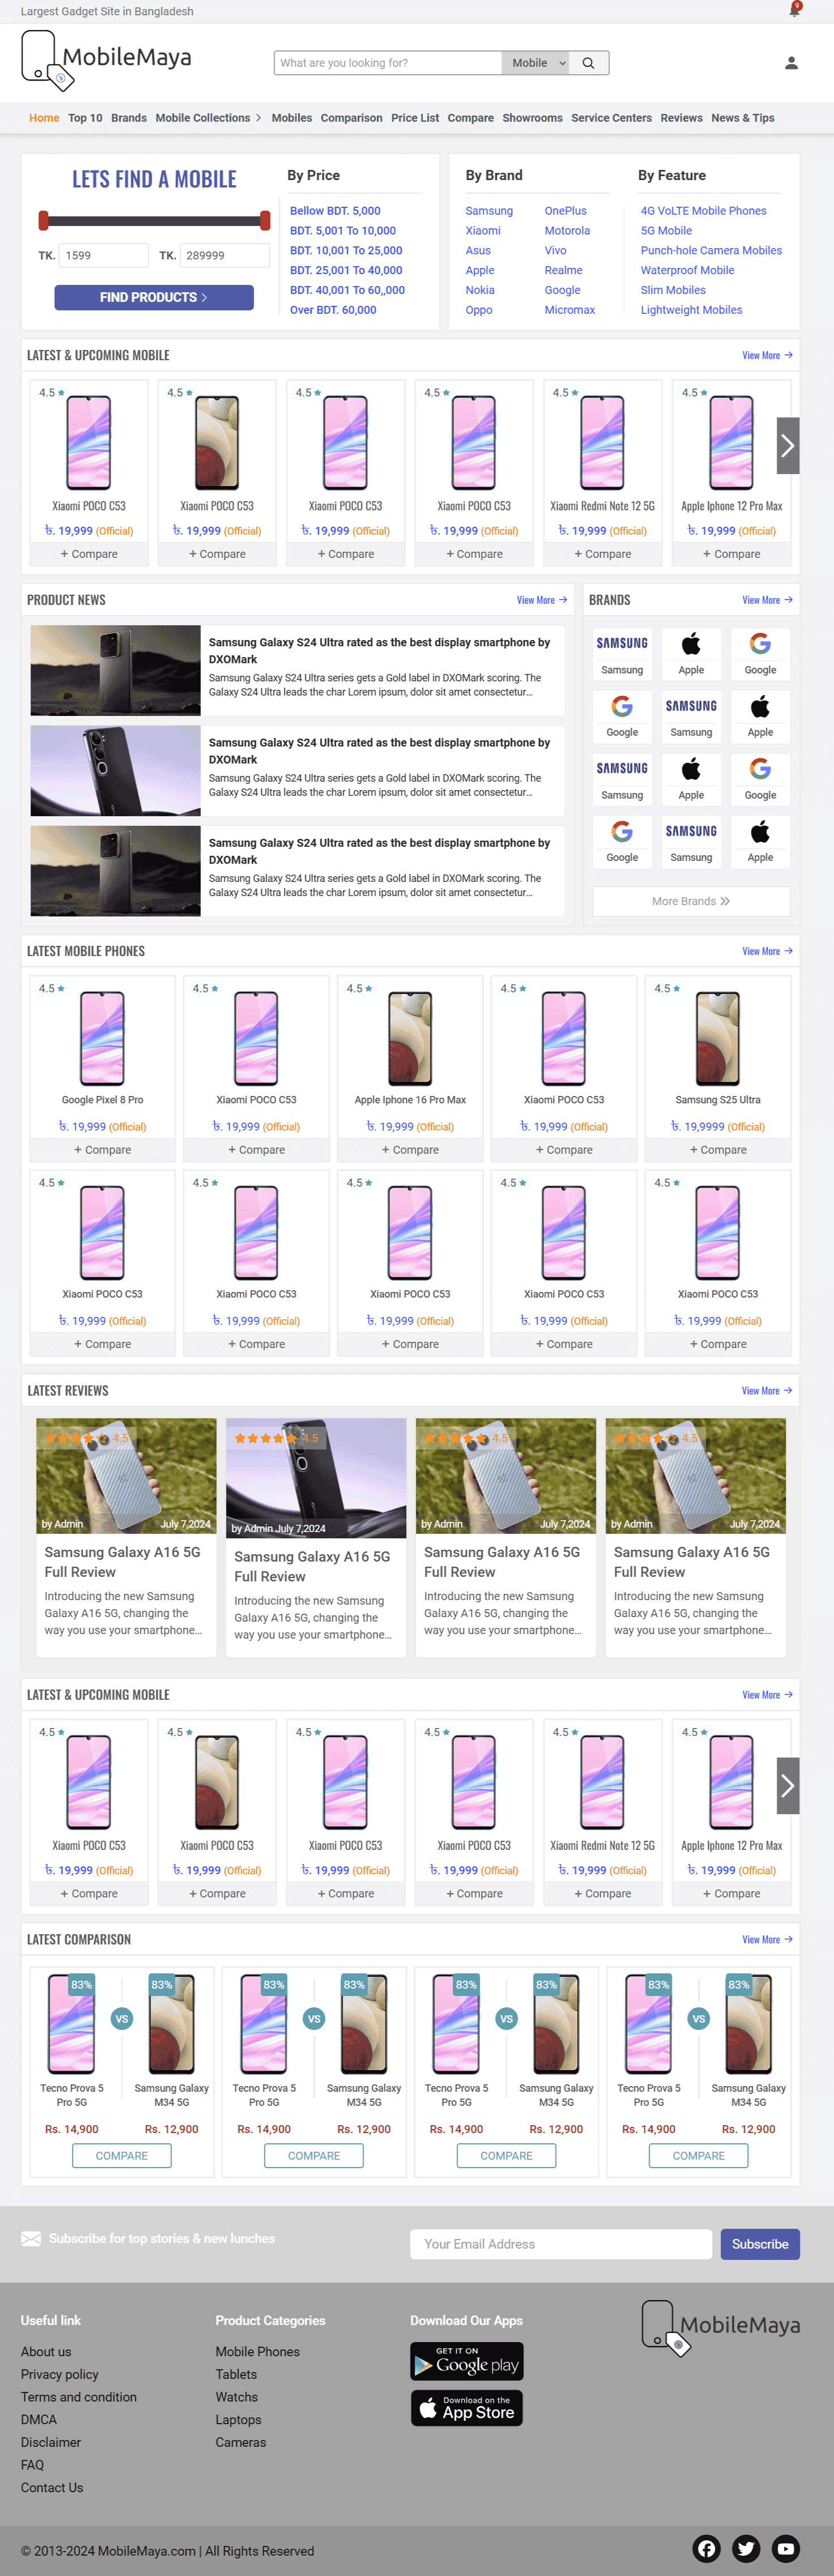 Largest Gadget Site in Bangladesh
9
MobileMaya
What are you looking for?
Mobile
Home Top 10 Brands Mobile Collections Mobiles Comparison Price List Compare Showrooms Service Centers Reviews News & Tips
LETS FIND A MOBILE
TK. 1599 TK. 289999
FIND PRODUCTS
By Price
Bellow BDT. 5,000
BDT. 5,001 To 10,000
BDT. 10,001 To 25,000
BDT. 25,001 To 40,000
BDT. 40,001 To 60,,000
Over BDT. 60,000
By Brand
Samsung OnePlus
Xiaomi Motorola
Asus Vivo
Apple Realme
Nokia Google
Oppo Micromax
By Feature
4G VoLTE Mobile Phones
5G Mobile
Punch-hole Camera Mobiles
Waterproof Mobile
Slim Mobiles
Lightweight Mobiles
LATEST & UPCOMING MOBILE View More
4.5 4.5 4.5 4.5 4.5 4.5
Xiaomi POCO C53 Xiaomi POCO C53 Xiaomi POCO C53 Xiaomi POCO C53 Xiaomi Redmi Note 12 5G Apple Iphone 12 Pro Max
৳. 19,999 (Official) ৳. 19,999 (Official) ৳. 19,999 (Official) ৳. 19,999 (Official) ৳. 19,999 (Official) ৳. 19,999 (Official)
+ Compare + Compare + Compare + Compare + Compare + Compare
PRODUCT NEWS View More
Samsung Galaxy S24 Ultra rated as the best display smartphone by
DXOMark
Samsung Galaxy S24 Ultra series gets a Gold label in DXOMark scoring. The
Galaxy S24 Ultra leads the char Lorem ipsum, dolor sit amet consectetur...
Samsung Galaxy S24 Ultra rated as the best display smartphone by
DXOMark
Samsung Galaxy S24 Ultra series gets a Gold label in DXOMark scoring. The
Galaxy S24 Ultra leads the char Lorem ipsum, dolor sit amet consectetur...
Samsung Galaxy S24 Ultra rated as the best display smartphone by
DXOMark
Samsung Galaxy S24 Ultra series gets a Gold label in DXOMark scoring. The
Galaxy S24 Ultra leads the char Lorem ipsum, dolor sit amet consectetur...
BRANDS View More
SAMSUNG
Samsung Apple Google
SAMSUNG
Google Samsung Apple
SAMSUNG
Samsung Apple Google
SAMSUNG
Google Samsung Apple
More Brands
LATEST MOBILE PHONES View More
4.5 4.5 4.5 4.5 4.5
Google Pixel 8 Pro Xiaomi POCO C53 Apple Iphone 16 Pro Max Xiaomi POCO C53 Samsung S25 Ultra
৳. 19,999 (Official) ৳. 19,999 (Official) ৳. 19,999 (Official) ৳. 19,999 (Official) ৳. 19,9999 (Official)
+ Compare + Compare + Compare + Compare + Compare
4.5 4.5 4.5 4.5 4.5
Xiaomi POCO C53 Xiaomi POCO C53 Xiaomi POCO C53 Xiaomi POCO C53 Xiaomi POCO C53
৳. 19,999 (Official) ৳. 19,999 (Official) ৳. 19,999 (Official) ৳. 19,999 (Official) ৳. 19,999 (Official)
+ Compare + Compare + Compare + Compare + Compare
LATEST REVIEWS View More
4.5
by Admin July 7,2024
Samsung Galaxy A16 5G
Full Review
Introducing the new Samsung
Galaxy A16 5G, changing the
way you use your smartphone...
4.5
by Admin July 7,2024
Samsung Galaxy A16 5G
Full Review
Introducing the new Samsung
Galaxy A16 5G, changing the
way you use your smartphone...
4.5
by Admin July 7,2024
Samsung Galaxy A16 5G
Full Review
Introducing the new Samsung
Galaxy A16 5G, changing the
way you use your smartphone...
4.5
by Admin July 7,2024
Samsung Galaxy A16 5G
Full Review
Introducing the new Samsung
Galaxy A16 5G, changing the
way you use your smartphone...
LATEST & UPCOMING MOBILE View More
4.5 4.5 4.5 4.5 4.5 4.5
Xiaomi POCO C53 Xiaomi POCO C53 Xiaomi POCO C53 Xiaomi POCO C53 Xiaomi Redmi Note 12 5G Apple Iphone 12 Pro Max
৳. 19,999 (Official) ৳. 19,999 (Official) ৳. 19,999 (Official) ৳. 19,999 (Official) ৳. 19,999 (Official) ৳. 19,999 (Official)
+ Compare + Compare + Compare + Compare + Compare + Compare
LATEST COMPARISON View More
83% 83% 83% 83% 83% 83% 83% 83%
VS VS VS VS
Tecno Prova 5 Samsung Galaxy Tecno Prova 5 Samsung Galaxy Tecno Prova 5 Samsung Galaxy Tecno Prova 5 Samsung Galaxy
Pro 5G M34 5G Pro 5G M34 5G Pro 5G M34 5G Pro 5G M34 5G
Rs. 14,900 Rs. 12,900 Rs. 14,900 Rs. 12,900 Rs. 14,900 Rs. 12,900 Rs. 14,900 Rs. 12,900
COMPARE COMPARE COMPARE COMPARE
Subscribe for top stories & new lunches
Your Email Address
Subscribe
Useful link
About us
Privacy policy
Terms and condition
DMCA
Disclaimer
FAQ
Contact Us
Product Categories
Mobile Phones
Tablets
Watchs
Laptops
Cameras
Download Our Apps
GET IT ON
Google play
Download on the
App Store
MobileMaya
© 2013-2024 MobileMaya.com | All Rights Reserved